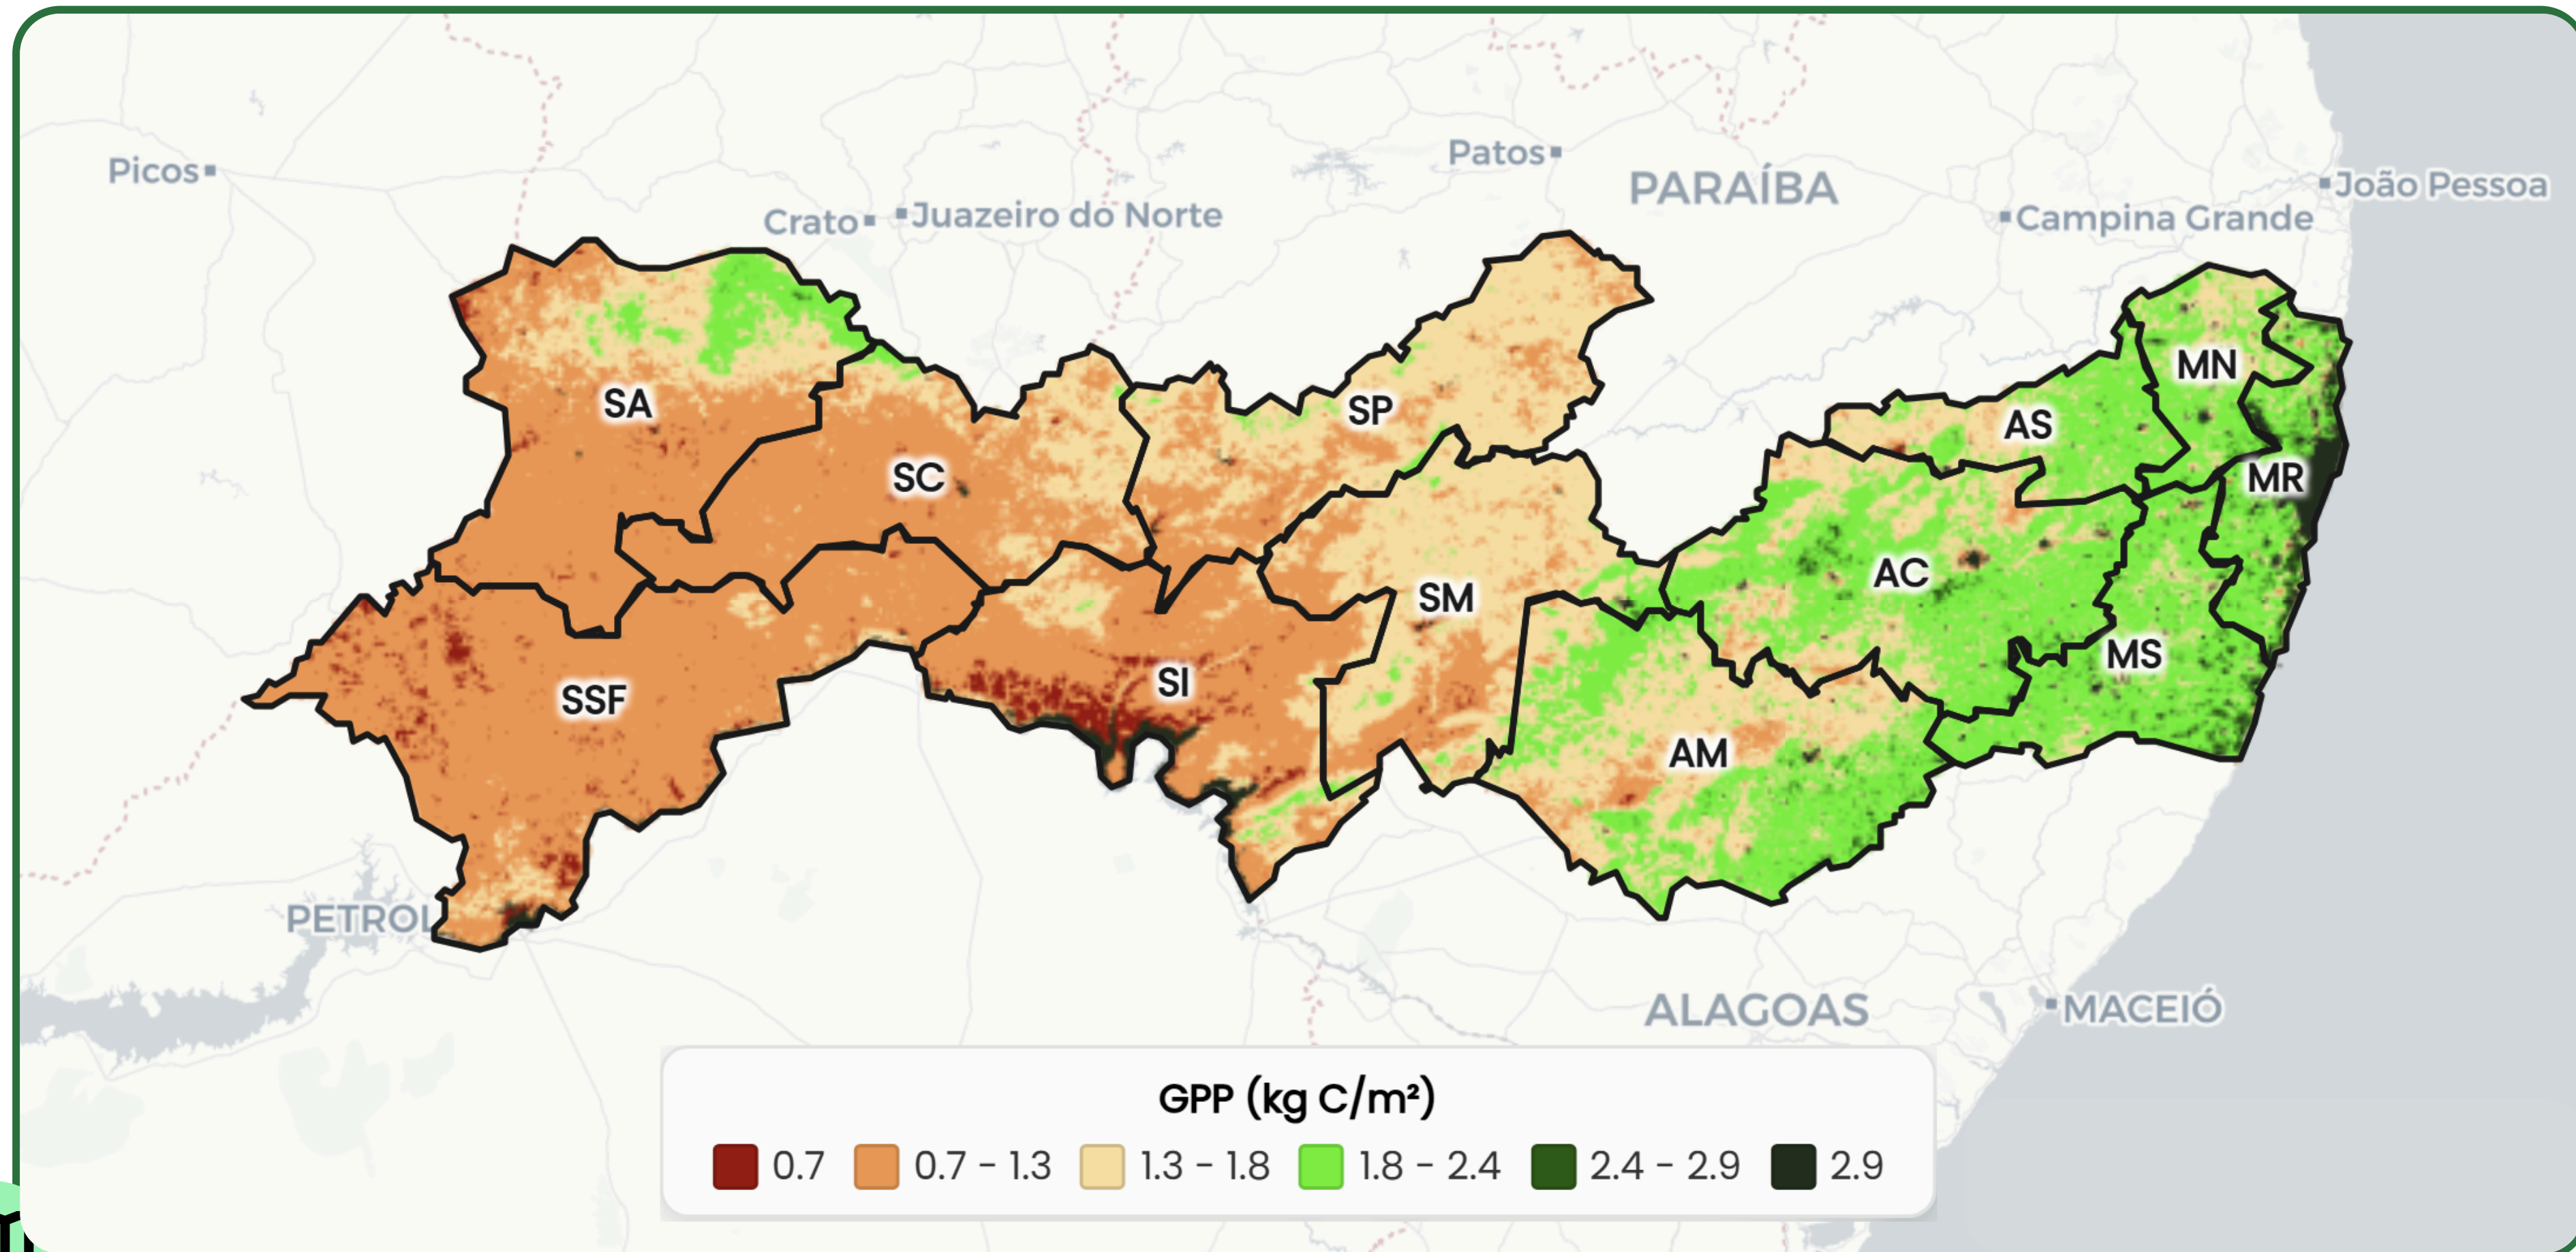 Picos
Patos
PARAÍBA
João Pessoa
Crato
Juazeiro do Norte
Campina Grande
MN
SA
SP
AS
SC
MR
AC
SM
MS
SI
SSF
AM
PETROL
ALAGOAS
MACEIÓ
GPP (kg C/m²)
0.7
0.7 - 1.3
1.3 - 1.8
1.8 - 2.4
2.4 - 2.9
2.9